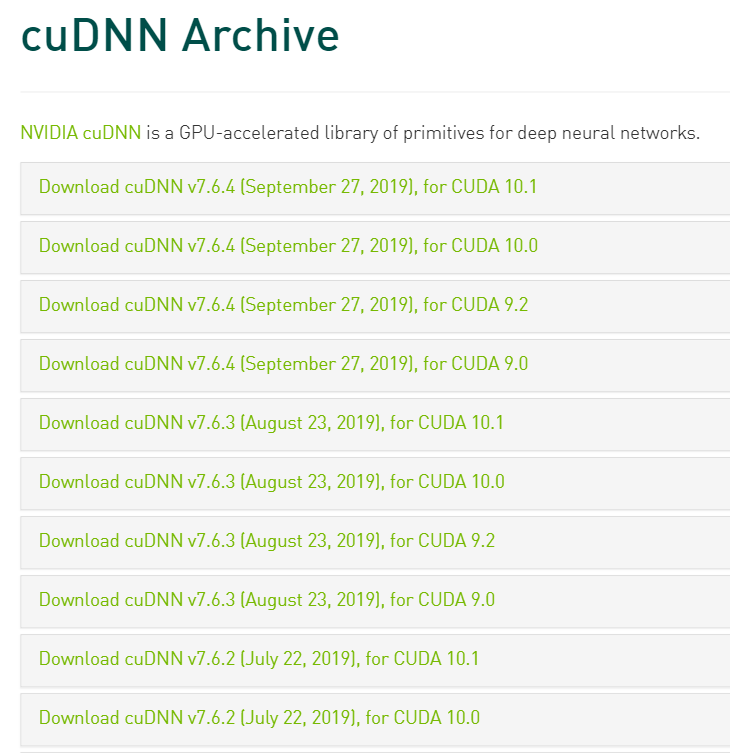 cuDNN Archive
NVIDIA cuDNN is a GPU-accelerated library of primitives for deep neural networks.
Download cuDNN v7.6.4 (September 27, 2019), for CUDA 10.1
Download cuDNN v7.6.4 (September 27, 2019), for CUDA 10.0
Download cuDNN v7.6.4 (September 27, 2019), for CUDA 9.2
Download cuDNN v7.6.4 (September 27, 2019), for CUDA 9.0
Download cuDNN v7.6.3 (August 23, 2019), for CUDA 10.1
Download cuDNN v7.6.3 (August 23, 2019), for CUDA 10.0
Download cuDNN v7.6.3 (August 23, 2019), for CUDA 9.2
Download cuDNN v7.6.3 (August 23, 2019), for CUDA 9.0
Download cuDNN v7.6.2 (July 22, 2019), for CUDA 10.1
Download cuDNN v7.6.2 (July 22, 2019), for CUDA 10.0